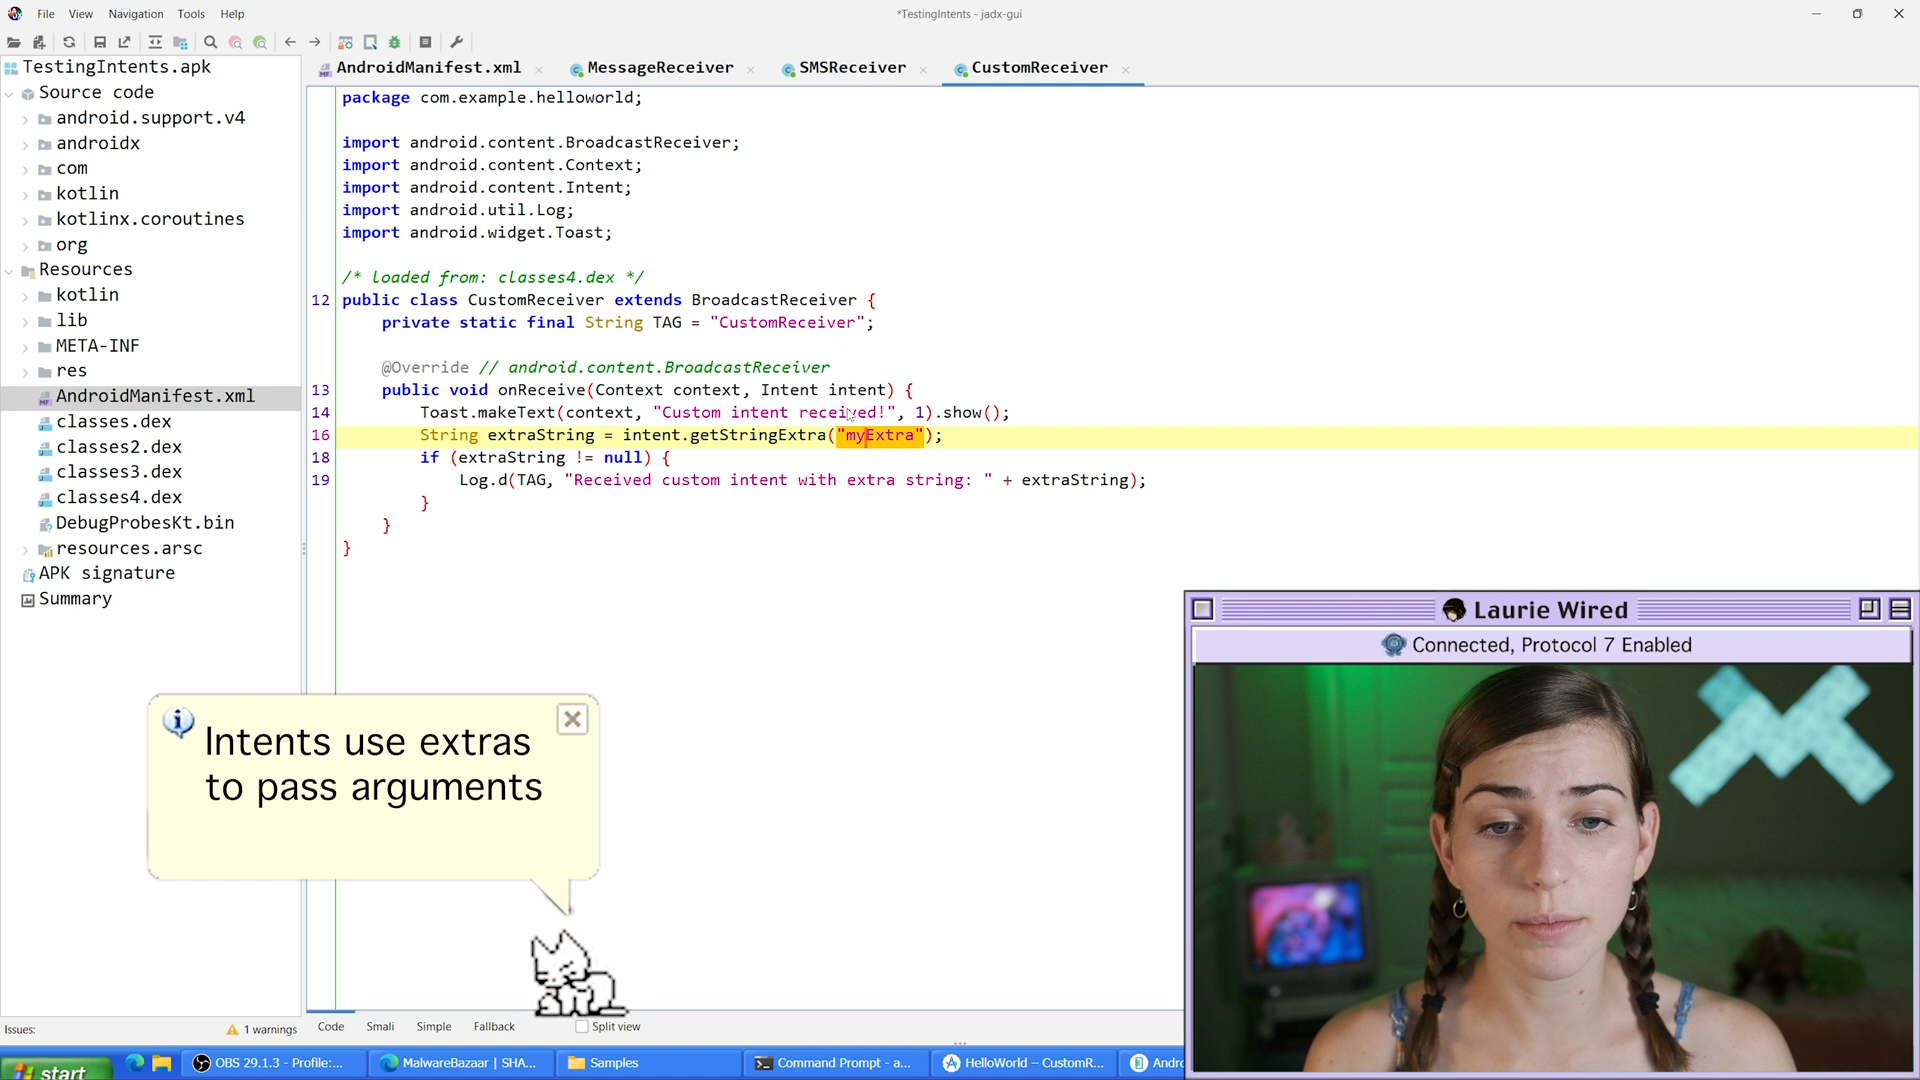 File View Navigation Tools Help
*TestingIntents - jadx-gui
TestingIntents.apk
Source code
android.support.v4
androidx
com
kotlin
kotlinx.coroutines
org
Resources
kotlin
lib
META-INF
res
AndroidManifest.xml
classes.dex
classes2.dex
classes3.dex
classes4.dex
DebugProbesKt.bin
resources.arsc
APK signature
Summary
AndroidManifest.xml MessageReceiver SMSReceiver CustomReceiver
package com.example.helloworld;
import android.content.BroadcastReceiver;
import android.content.Context;
import android.content.Intent;
import android.util.Log;
import android.widget.Toast;
/* loaded from: classes4.dex */
12 public class CustomReceiver extends BroadcastReceiver {
private static final String TAG = "CustomReceiver";
@Override // android.content.BroadcastReceiver
13 public void onReceive(Context context, Intent intent) {
14 Toast.makeText(context, "Custom intent received!", 1).show();
16 String extraString = intent.getStringExtra("myExtra");
18 if (extraString != null) {
19 Log.d(TAG, "Received custom intent with extra string: " + extraString);
}
}
}
Intents use extras
to pass arguments
Laurie Wired
Connected, Protocol 7 Enabled
Issues: 1 warnings
Code Smali Simple Fallback Split view
start
OBS 29.1.3 - Profile:...
MalwareBazaar | SHA...
Samples
Command Prompt - a...
HelloWorld – CustomR...
Andro